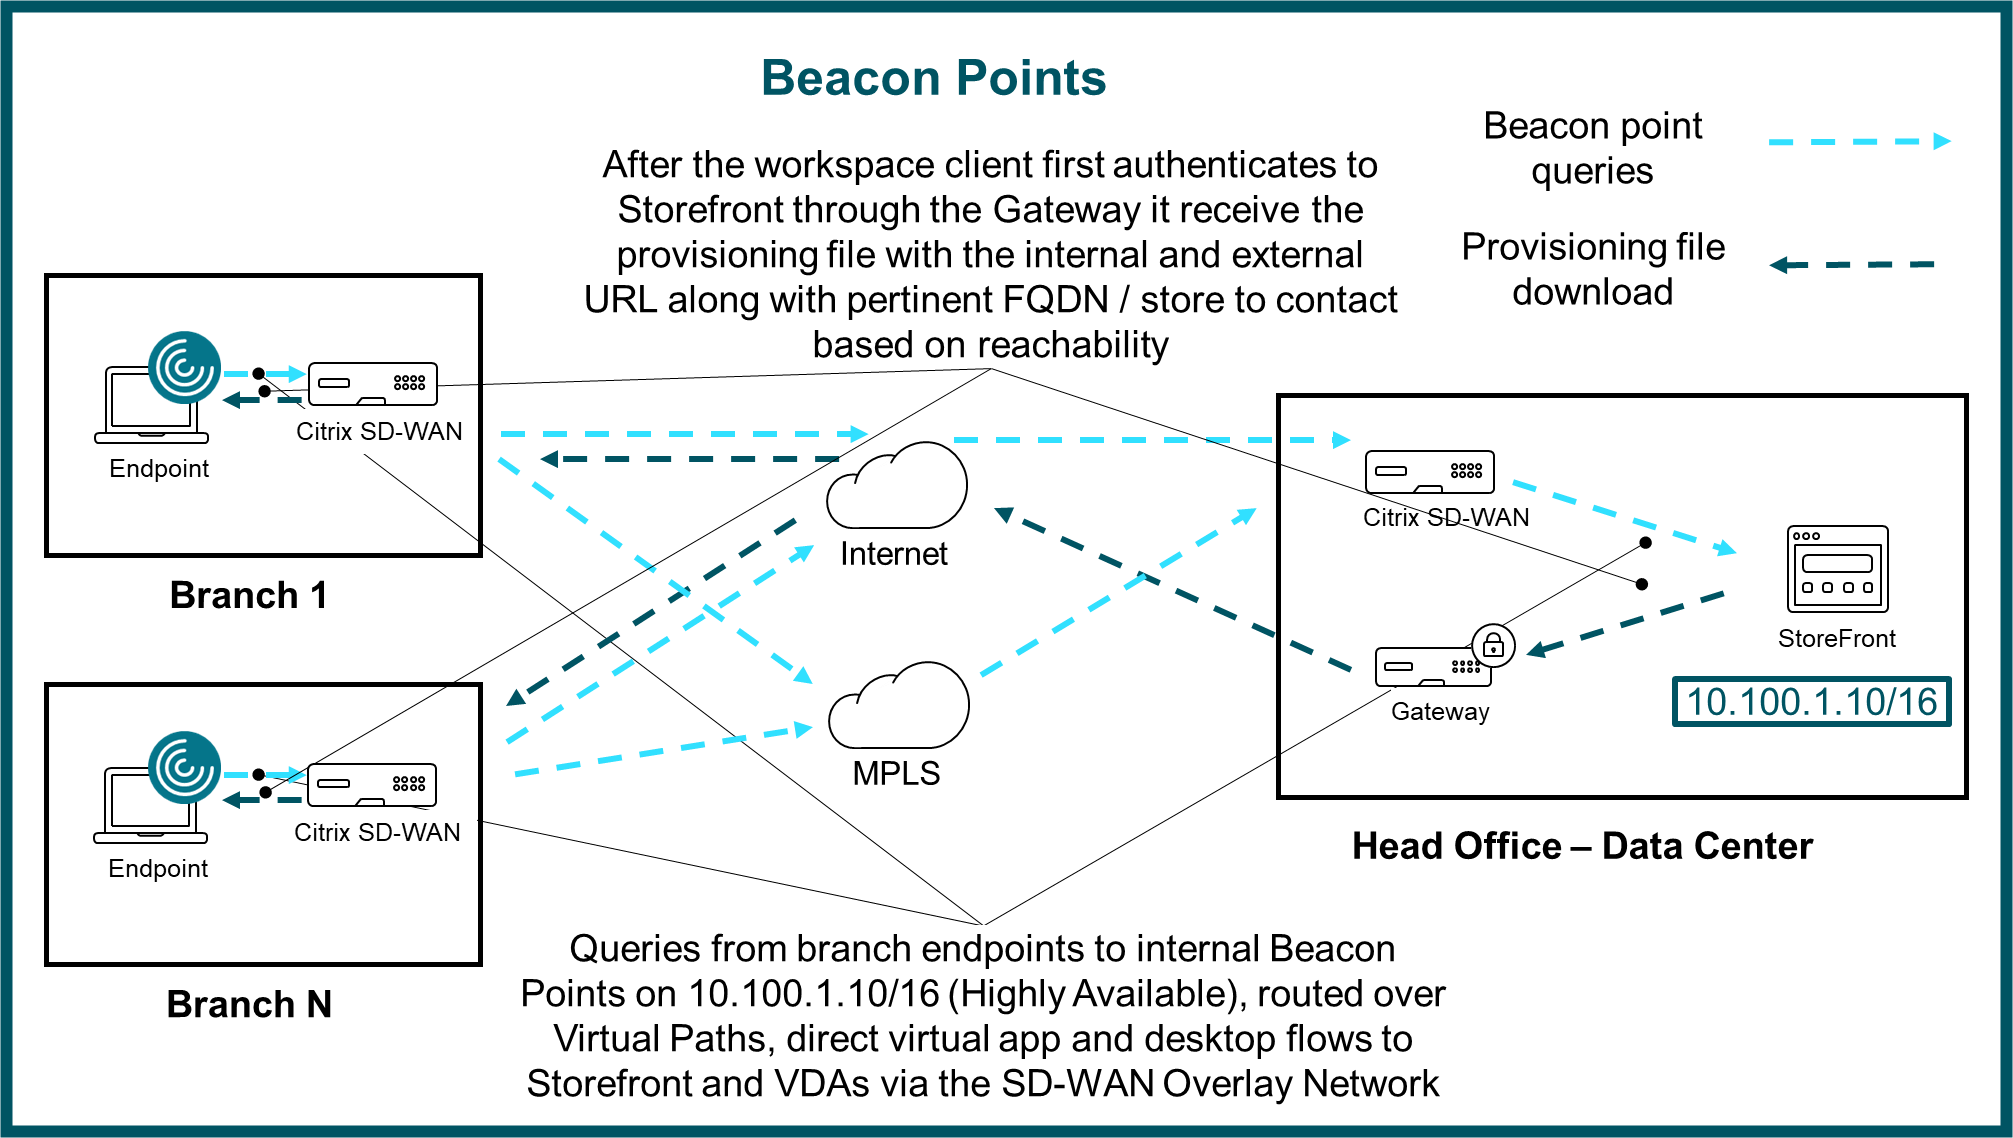 Beacon Points
After the workspace client first authenticates to
Storefront through the Gateway it receive the
provisioning file with the internal and external
URL along with pertinent FQDN / store to contact
based on reachability
Beacon point
queries
Provisioning file
download
Citrix SD-WAN
Endpoint
Branch 1
Internet
MPLS
Citrix SD-WAN
StoreFront
Gateway
10.100.1.10/16
Head Office – Data Center
Citrix SD-WAN
Endpoint
Branch N
Queries from branch endpoints to internal Beacon
Points on 10.100.1.10/16 (Highly Available), routed over
Virtual Paths, direct virtual app and desktop flows to
Storefront and VDAs via the SD-WAN Overlay Network